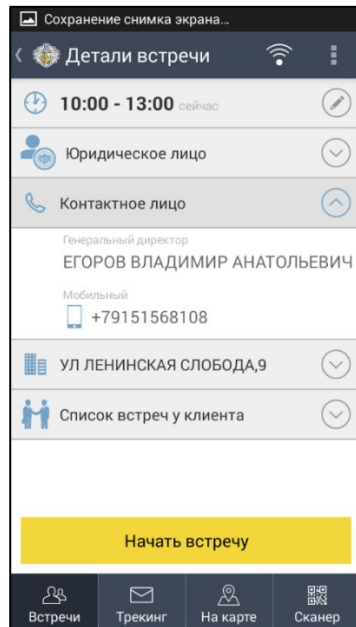 Сохранение снимка экрана...
Детали встречи
10:00 - 13:00 сейчас
Юридическое лицо
Контактное лицо
Генеральный директор
ЕГОРОВ ВЛАДИМИР АНАТОЛЬЕВИЧ
Мобильный
+79151568108
УЛ ЛЕНИНСКАЯ СЛОБОДА,9
Список встреч у клиента
Начать встречу
Встречи Трекинг На карте Сканер